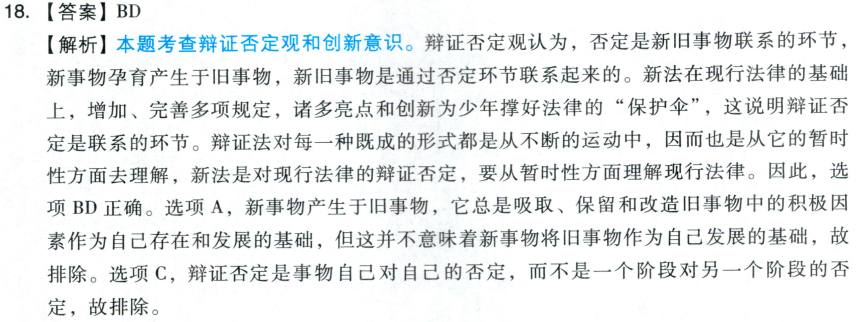 18. 【答案】BD
【解析】本题考查辩证否定观和创新意识。辩证否定观认为，否定是新旧事物联系的环节，
新事物孕育产生于旧事物，新旧事物是通过否定环节联系起来的。新法在现行法律的基础
上，增加、完善多项规定，诸多亮点和创新为少年撑好法律的“保护伞”，这说明辩证否
定是联系的环节。辩证法对每一种既成的形式都是从不断的运动中，因而也是从它的暂时
性方面去理解，新法是对现行法律的辩证否定，要从暂时性方面理解现行法律。因此，选
项 BD 正确。选项 A，新事物产生于旧事物，它总是吸取、保留和改造旧事物中的积极因
素作为自己存在和发展的基础，但这并不意味着新事物将旧事物作为自己发展的基础，故
排除。选项 C，辩证否定是事物自己对自己的否定，而不是一个阶段对另一个阶段的否
定，故排除。